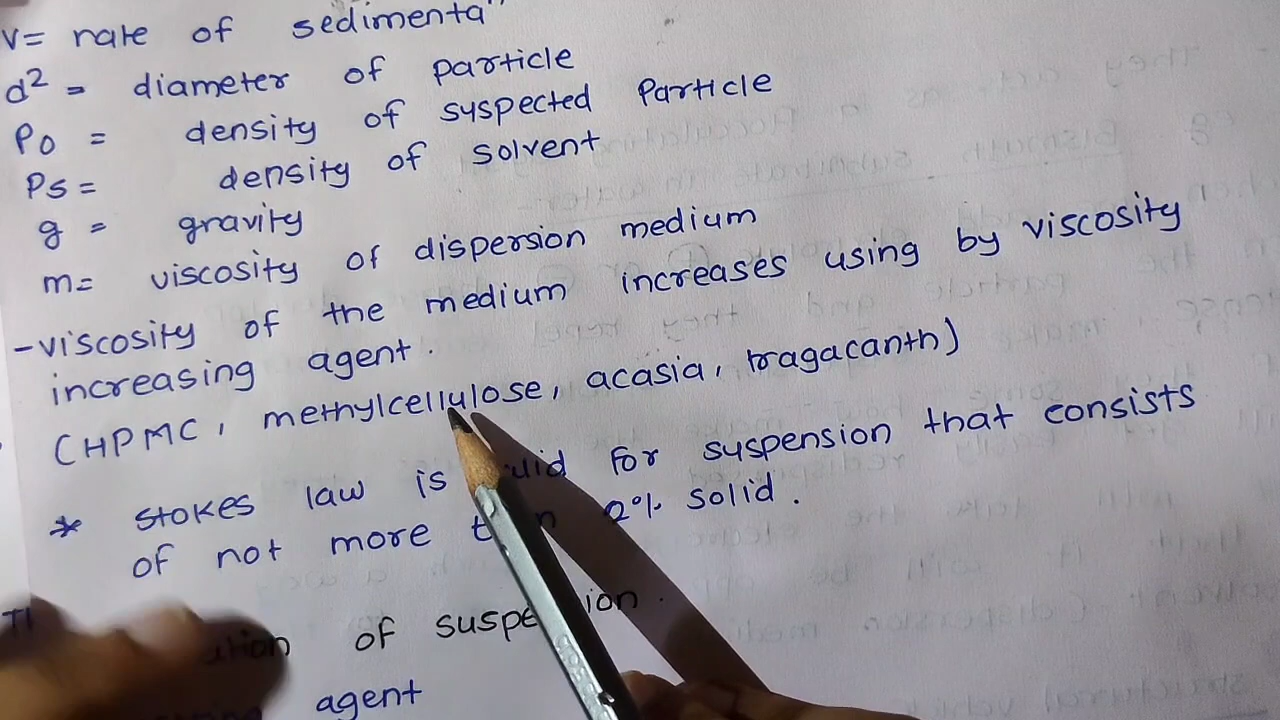 v= rate of sedimenta"
d² = diameter of particle
Po = density of suspected Particle
Ps = density of solvent
g = gravity
m= viscosity of dispersion medium
-viscosity of the medium increases using by viscosity
increasing agent.
(HPMC, methylcellulose, acasia, tragacanth)
* stokes law is for suspension that consists
of not more 2% solid.
of suspension.
agent